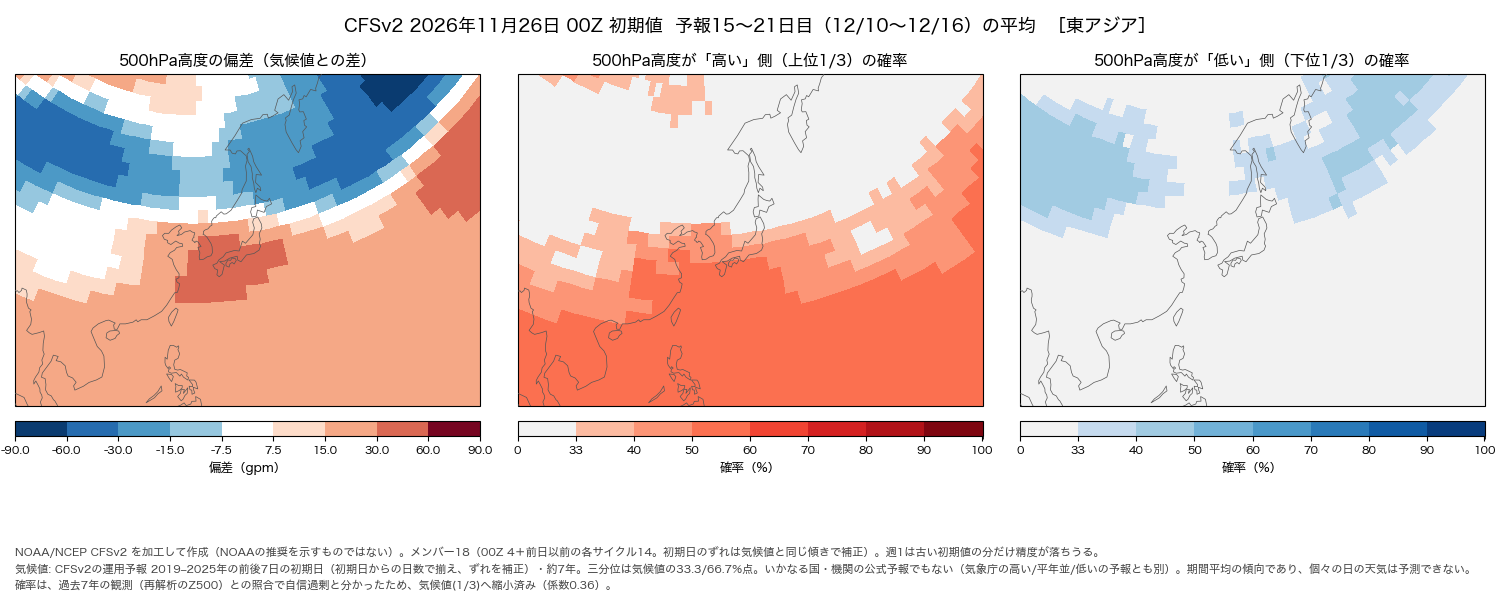 CFSv2 2026年11月26日 00Z 初期値 予報15〜21日目（12/10〜12/16）の平均 ［東アジア］
500hPa高度の偏差（気候値との差）
500hPa高度が「高い」側（上位1/3）の確率
500hPa高度が「低い」側（下位1/3）の確率
-90.0 -60.0 -30.0 -15.0 -7.5 7.5 15.0 30.0 60.0 90.0
偏差（gpm）
0 33 40 50 60 70 80 90 100
確率（%）
0 33 40 50 60 70 80 90 100
確率（%）
NOAA/NCEP CFSv2 を加工して作成（NOAAの推奨を示すものではない）。メンバー18（00Z 4＋前日以前の各サイクル14。初期日のずれは気候値と同じ傾きで補正）。週1は古い初期値の分だけ精度が落ちうる。
気候値: CFSv2の運用予報 2019–2025年の前後7日の初期日（初期日からの日数で揃え、ずれを補正）・約7年。三分位は気候値の33.3/66.7%点。いかなる国・機関の公式予報でもない（気象庁の高い/平年並/低いの予報とも別）。期間平均の傾向であり、個々の日の天気は予測できない。
確率は、過去7年の観測（再解析のZ500）との照合で自信過剰と分かったため、気候値(1/3)へ縮小済み（係数0.36）。